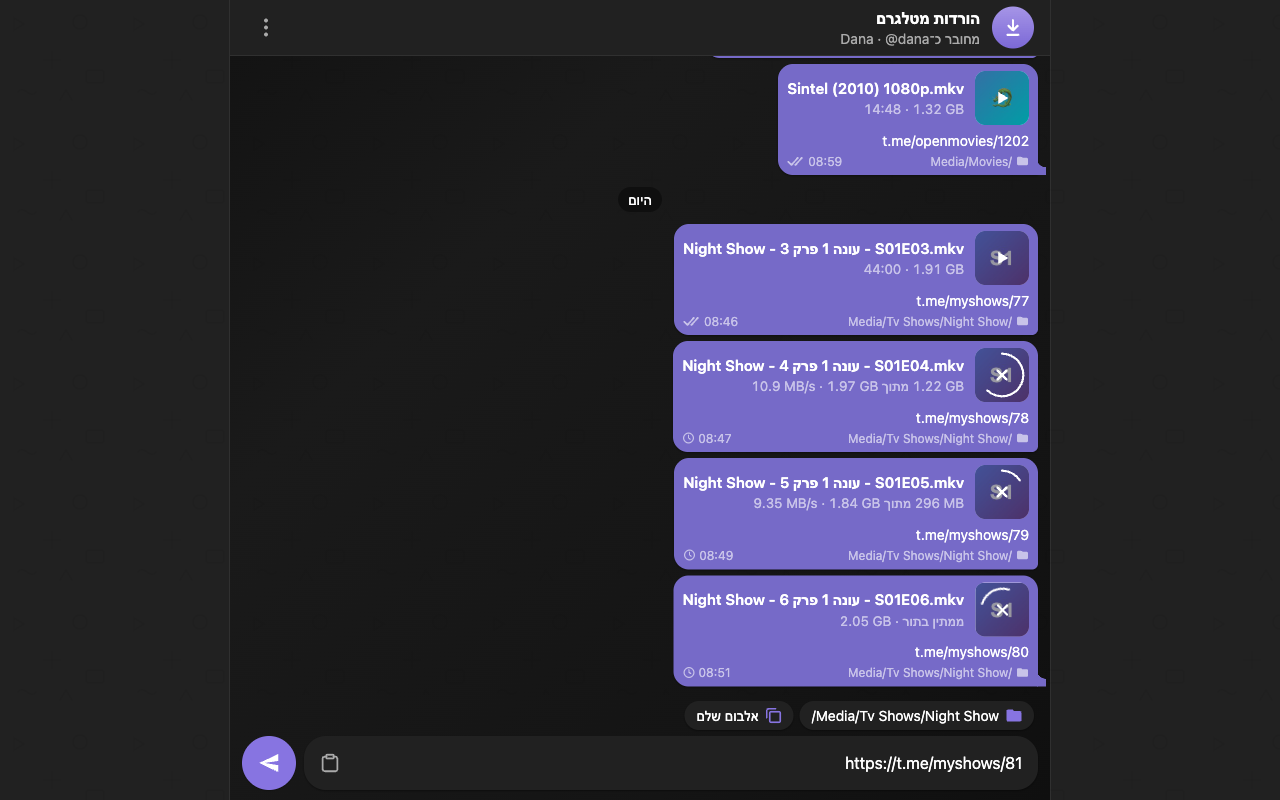 הורדות מטלגרם
מחובר כ־Dana · @dana
Sintel (2010) 1080p.mkv
14:48 · 1.32 GB
t.me/openmovies/1202
Media/Movies/
08:59
היום
Night Show - עונה 1 פרק 3 - S01E03.mkv
44:00 · 1.91 GB
t.me/myshows/77
Media/Tv Shows/Night Show/
08:46
Night Show - עונה 1 פרק 4 - S01E04.mkv
1.22 GB מתוך 1.97 GB · 10.9 MB/s
t.me/myshows/78
Media/Tv Shows/Night Show/
08:47
Night Show - עונה 1 פרק 5 - S01E05.mkv
296 MB מתוך 1.84 GB · 9.35 MB/s
t.me/myshows/79
Media/Tv Shows/Night Show/
08:49
Night Show - עונה 1 פרק 6 - S01E06.mkv
ממתין בתור · 2.05 GB
t.me/myshows/80
Media/Tv Shows/Night Show/
08:51
/Media/Tv Shows/Night Show
אלבום שלם
https://t.me/myshows/81